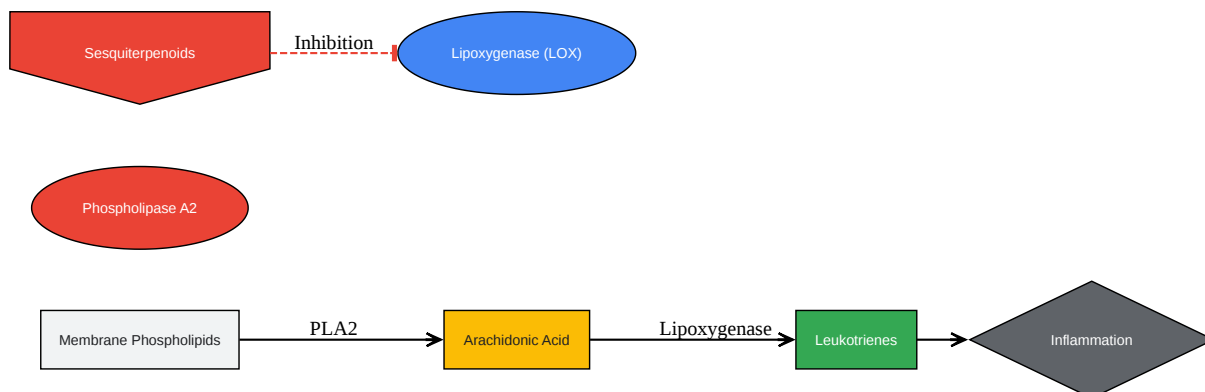 Sesquiterpenoids
Inhibition
Lipoxygenase (LOX)
Phospholipase A2
Membrane Phospholipids
PLA2
Arachidonic Acid
Lipoxygenase
Leukotrienes
Inflammation